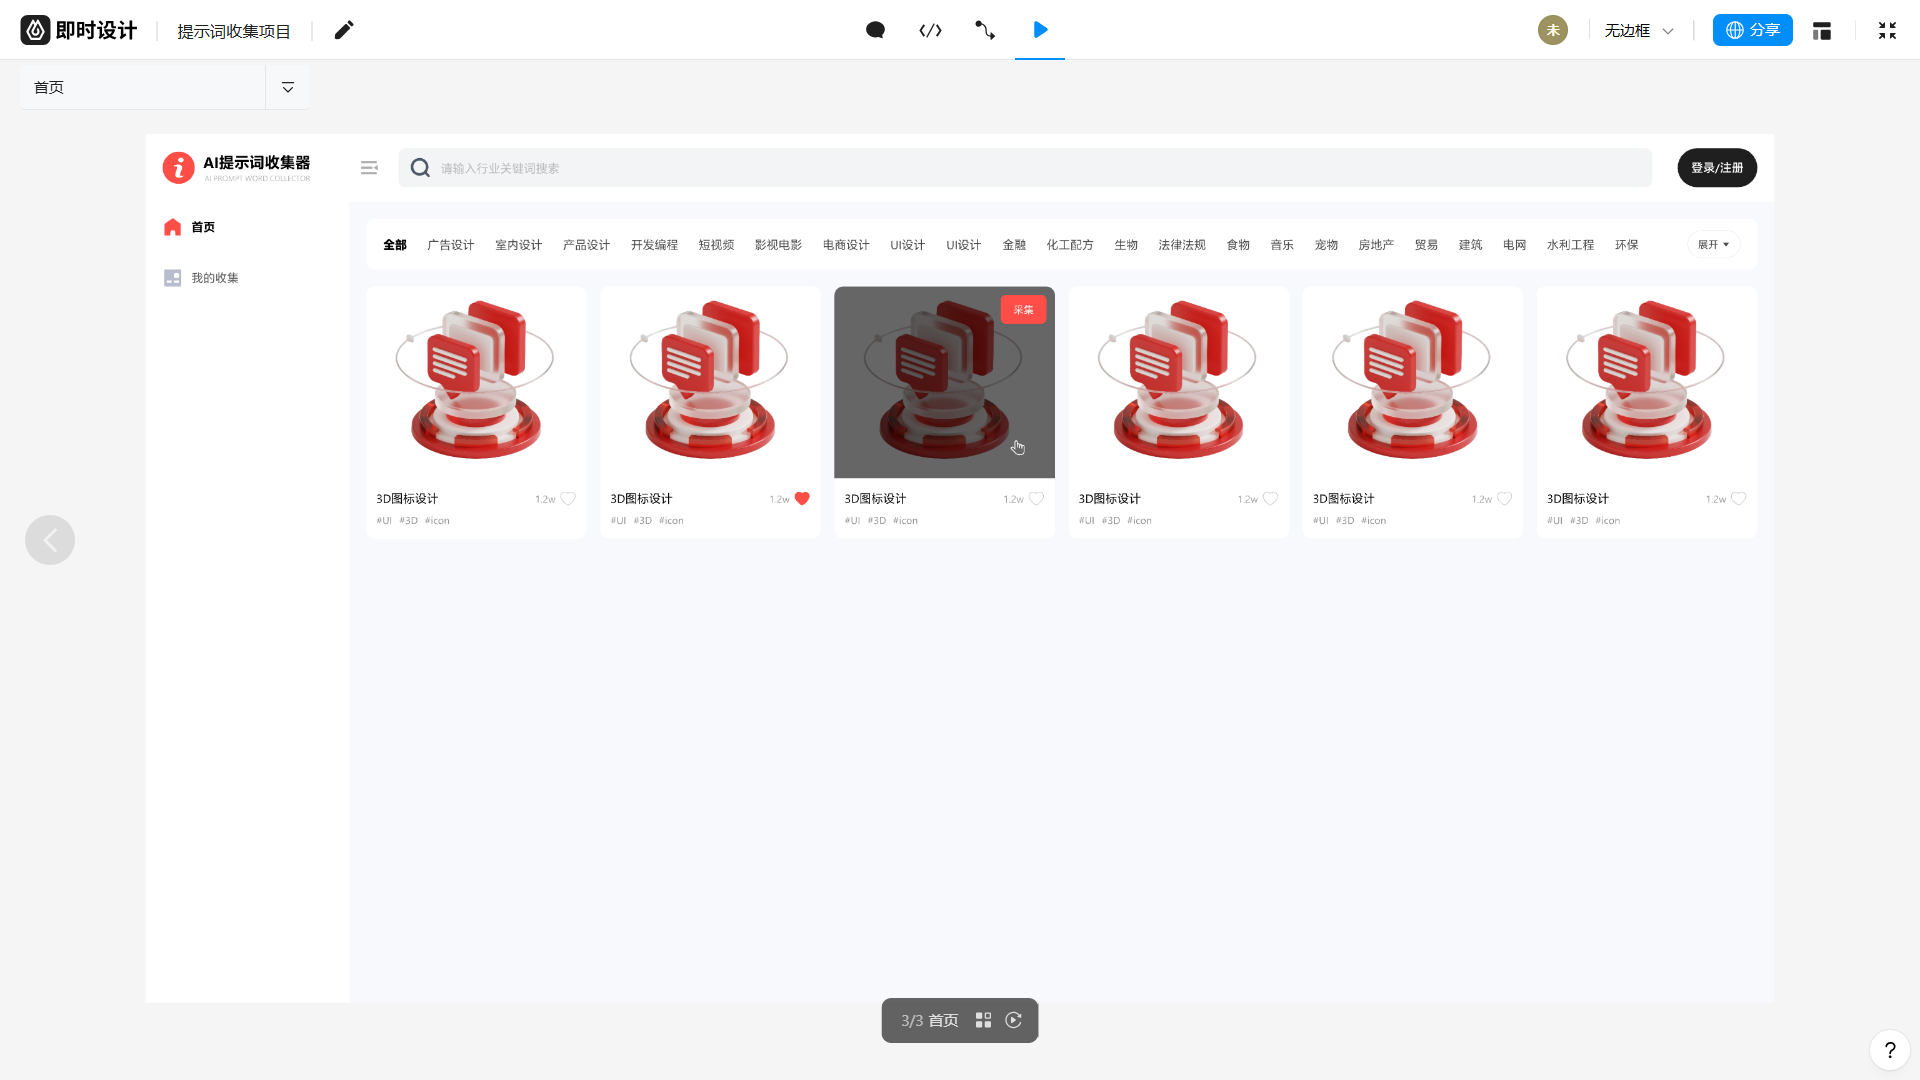 即时设计
提示词收集项目
未
无边框
分享
首页
AI提示词收集器
AI PROMPT WORD COLLECTOR
请输入行业关键词搜索
登录/注册
首页
我的收集
全部 广告设计 室内设计 产品设计 开发编程 短视频 影视电影 电商设计 UI设计 UI设计 金融 化工配方 生物 法律法规 食物 音乐 宠物 房地产 贸易 建筑 电网 水利工程 环保 展开
采集
3D图标设计 1.2w
#UI #3D #icon
3D图标设计 1.2w
#UI #3D #icon
3D图标设计 1.2w
#UI #3D #icon
3D图标设计 1.2w
#UI #3D #icon
3D图标设计 1.2w
#UI #3D #icon
3D图标设计 1.2w
#UI #3D #icon
3/3 首页
?